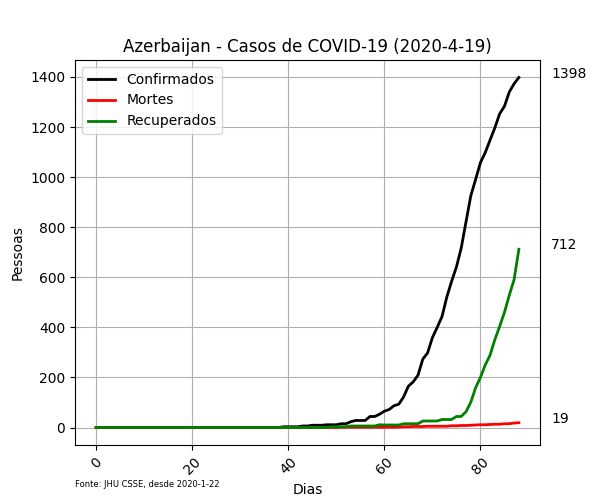 Azerbaijan - Casos de COVID-19 (2020-4-19)
Confirmados
Mortes
Recuperados
1398
712
19
Pessoas
1400
1200
1000
800
600
400
200
0
0
20
40
60
80
Dias
Fonte: JHU CSSE, desde 2020-1-22